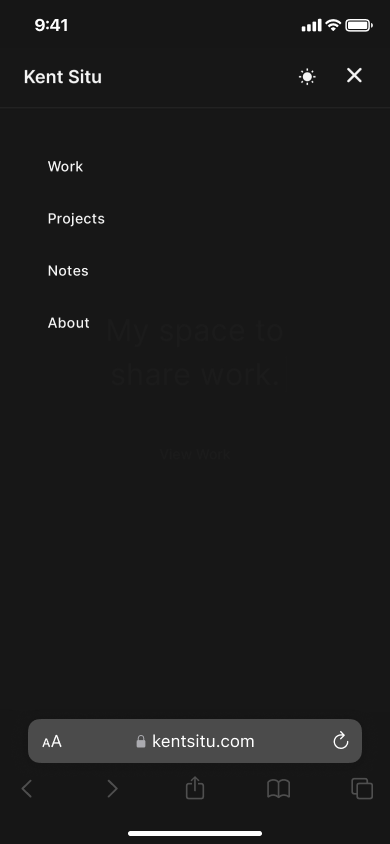 9:41
Kent Situ
Work
Projects
Notes
About
My space to
share work.
View Work
AA
kentsitu.com